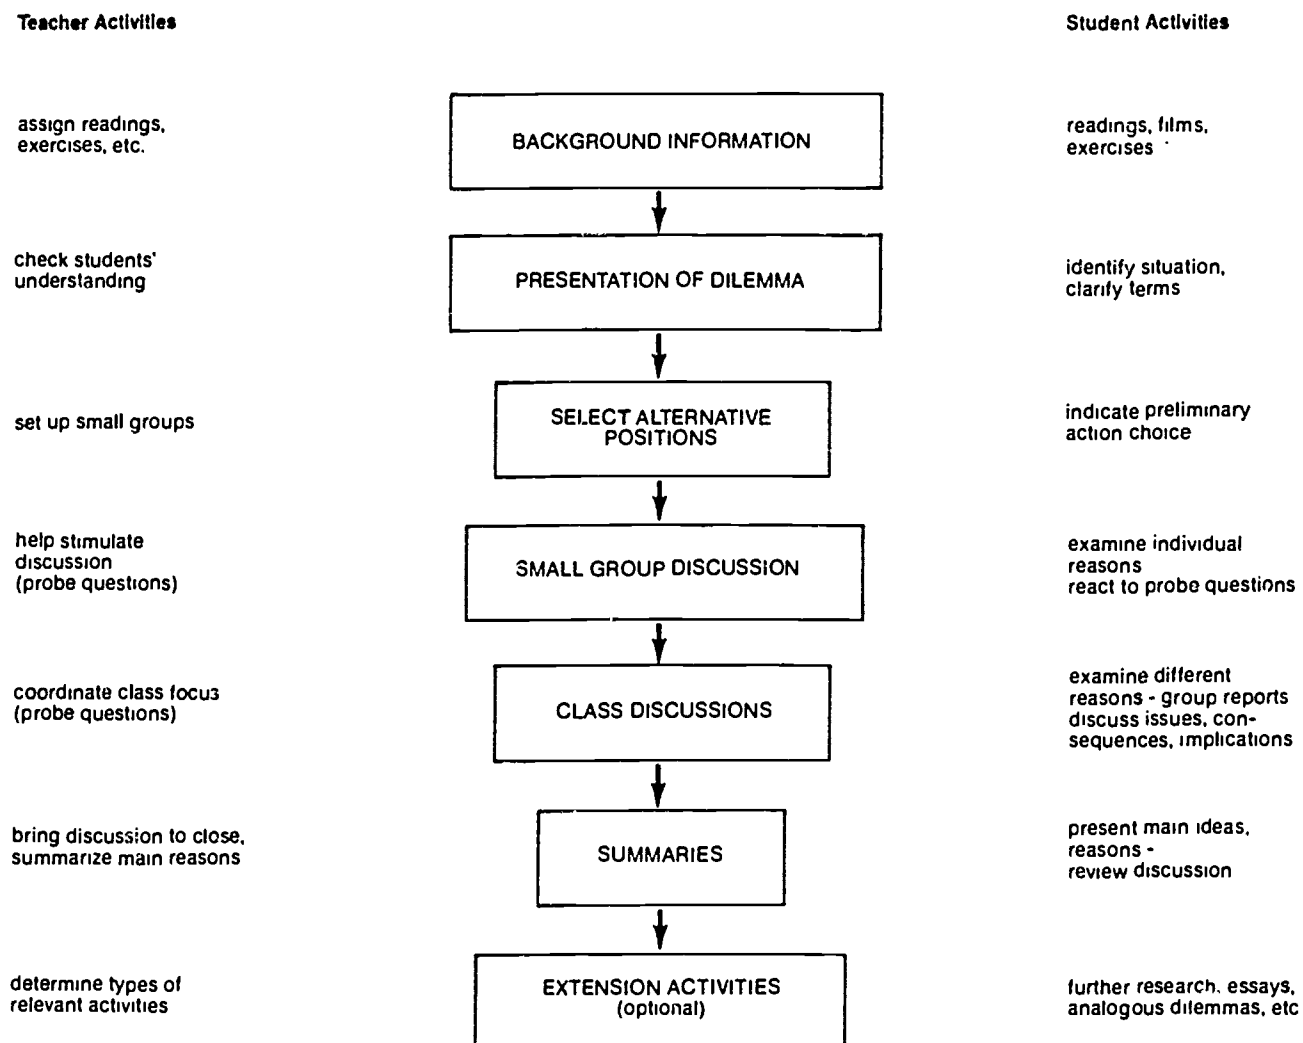 Teacher Activities
Student Activities
assign readings,
exercises, etc.
BACKGROUND INFORMATION
readings, films,
exercises
check students'
understanding
PRESENTATION OF DILEMMA
identify situation,
clarify terms
set up small groups
SELECT ALTERNATIVE
POSITIONS
indicate preliminary
action choice
help stimulate
discussion
(probe questions)
SMALL GROUP DISCUSSION
examine individual
reasons
react to probe questions
coordinate class focus
(probe questions)
CLASS DISCUSSIONS
examine different
reasons - group reports
discuss issues, con-
sequences, implications
bring discussion to close,
summarize main reasons
SUMMARIES
present main ideas,
reasons -
review discussion
determine types of
relevant activities
EXTENSION ACTIVITIES
(optional)
further research, essays,
analogous dilemmas, etc